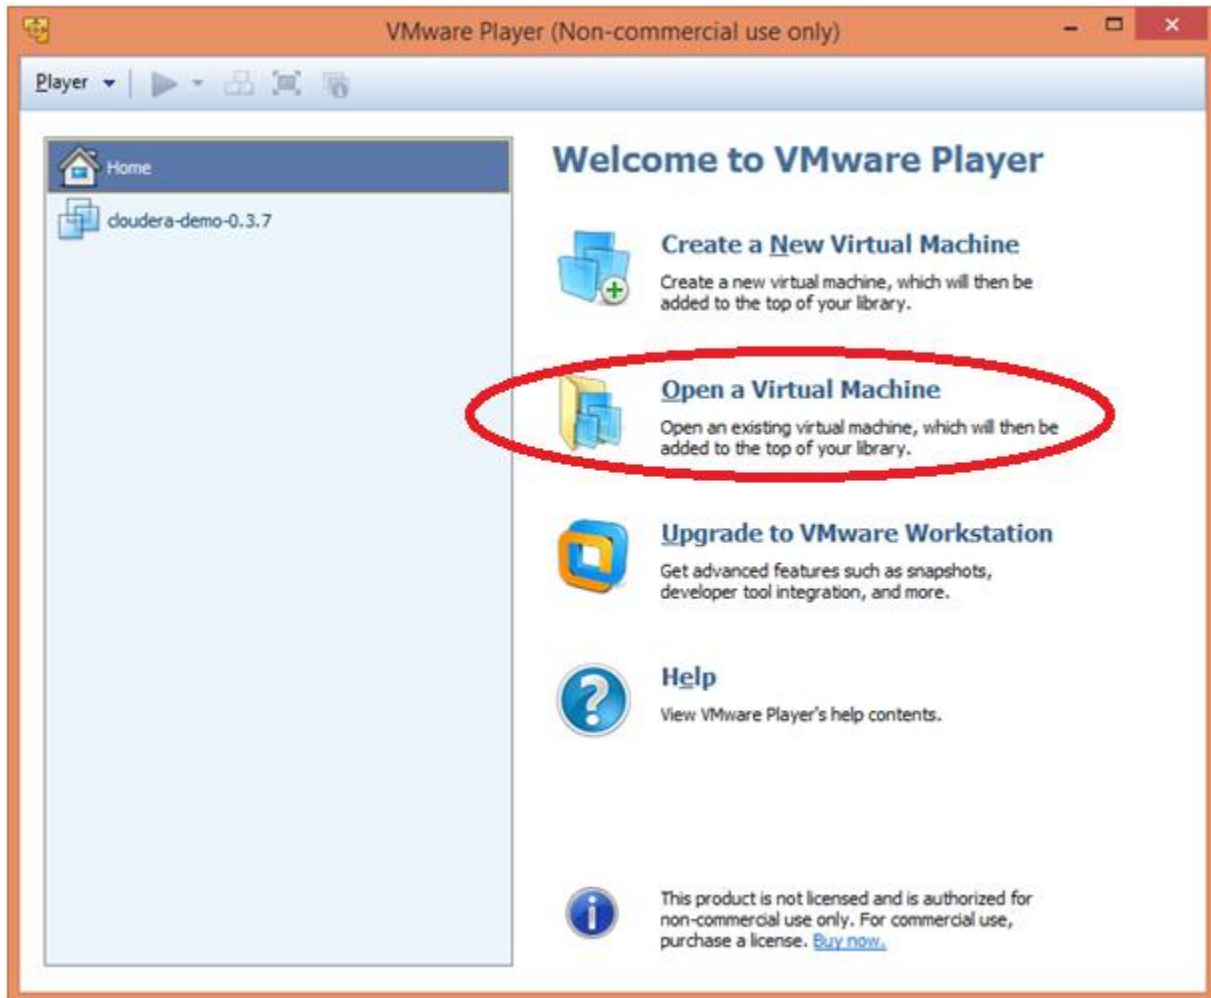 VMware Player (Non-commercial use only)
Player
Home
cloudera-demo-0.3.7
Welcome to VMware Player
Create a New Virtual Machine
Create a new virtual machine, which will then be
added to the top of your library.
Open a Virtual Machine
Open an existing virtual machine, which will then be
added to the top of your library.
Upgrade to VMware Workstation
Get advanced features such as snapshots,
developer tool integration, and more.
Help
View VMware Player's help contents.
This product is not licensed and is authorized for
non-commercial use only. For commercial use,
purchase a license. Buy now.